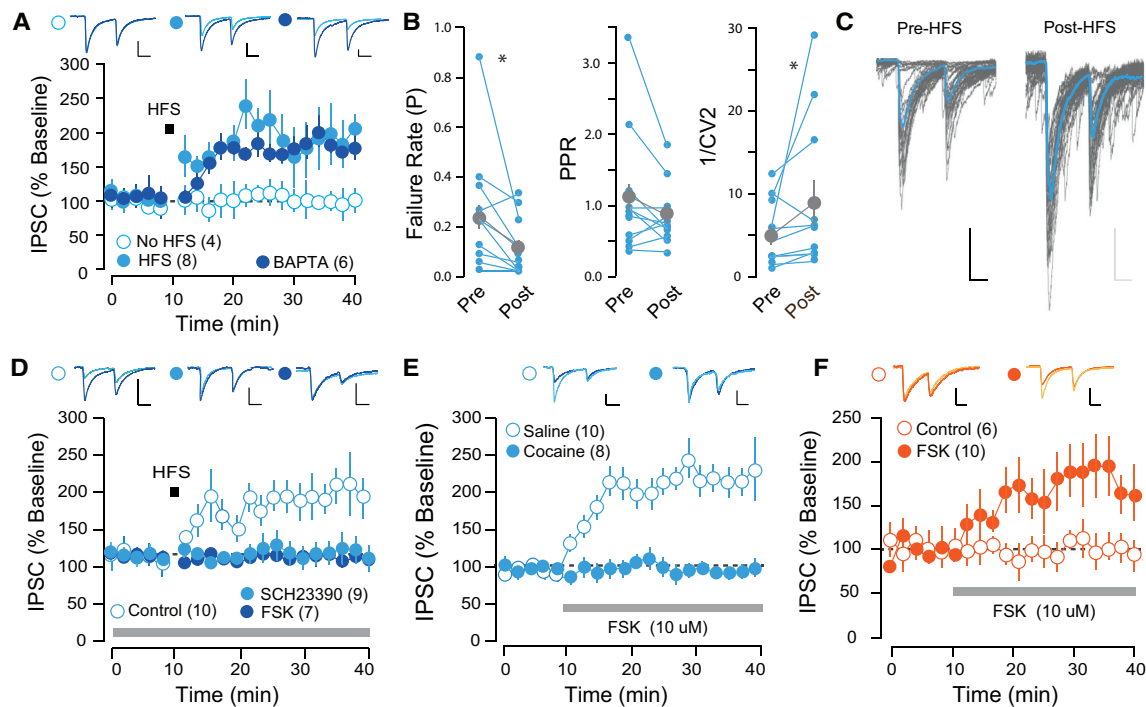 A
300
250
200
150
100
50
0
IPSC (% Baseline)
HFS
No HFS (4)
HFS (8)
BAPTA (6)
0 10 20 30 40
Time (min)
B
Failure Rate (P)
1.0
0.8
0.6
0.4
0.2
0.0
*
Pre Post
PPR
3.0
2.0
1.0
0.0
Pre Post
1/CV2
30
20
10
0
*
Pre Post
C
Pre-HFS
Post-HFS
D
300
250
200
150
100
50
0
IPSC (% Baseline)
HFS
Control (10)
SCH23390 (9)
FSK (7)
0 10 20 30 40
Time (min)
E
300
250
200
150
100
50
0
IPSC (% Baseline)
Saline (10)
Cocaine (8)
FSK (10 uM)
0 10 20 30 40
Time (min)
F
250
200
150
100
50
0
IPSC (% Baseline)
Control (6)
FSK (10)
FSK (10 uM)
0 10 20 30 40
Time (min)